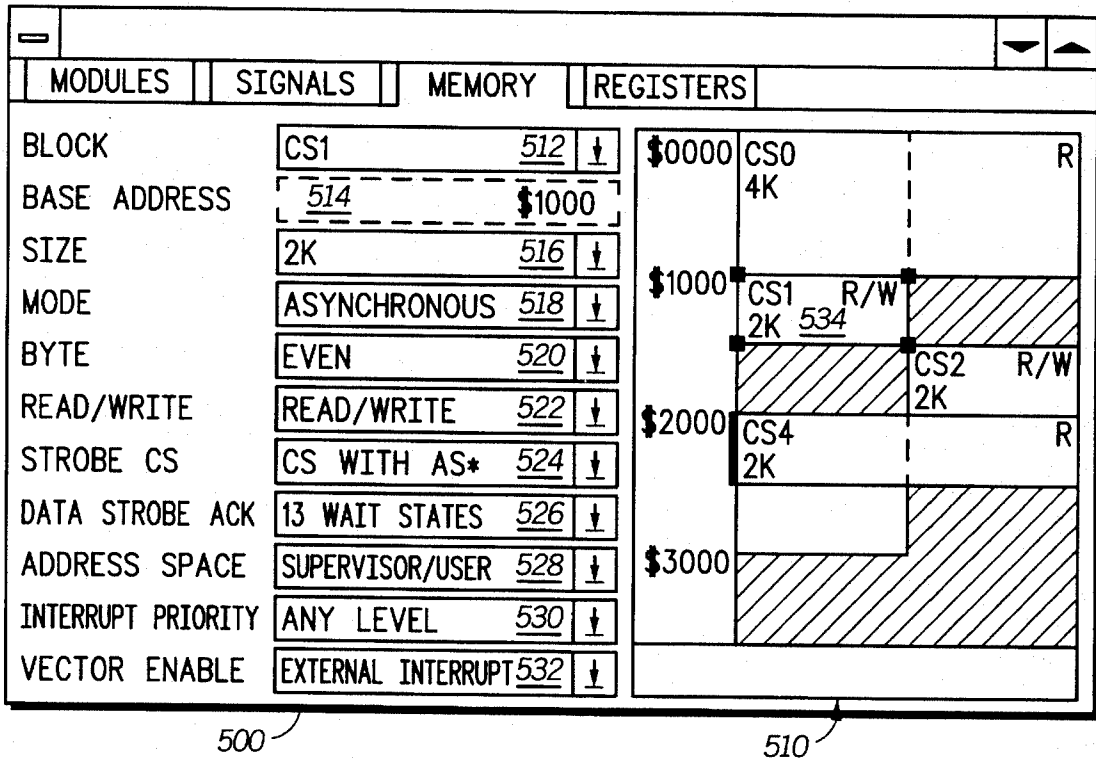 MODULES SIGNALS MEMORY REGISTERS
BLOCK CS1 512
BASE ADDRESS 514 $1000
SIZE 2K 516
MODE ASYNCHRONOUS 518
BYTE EVEN 520
READ/WRITE READ/WRITE 522
STROBE CS CS WITH AS* 524
DATA STROBE ACK 13 WAIT STATES 526
ADDRESS SPACE SUPERVISOR/USER 528
INTERRUPT PRIORITY ANY LEVEL 530
VECTOR ENABLE EXTERNAL INTERRUPT 532
$0000 CS0 R
4K
$1000 CS1 R/W
2K 534
CS2 R/W
2K
$2000 CS4 R
2K
$3000
500 510